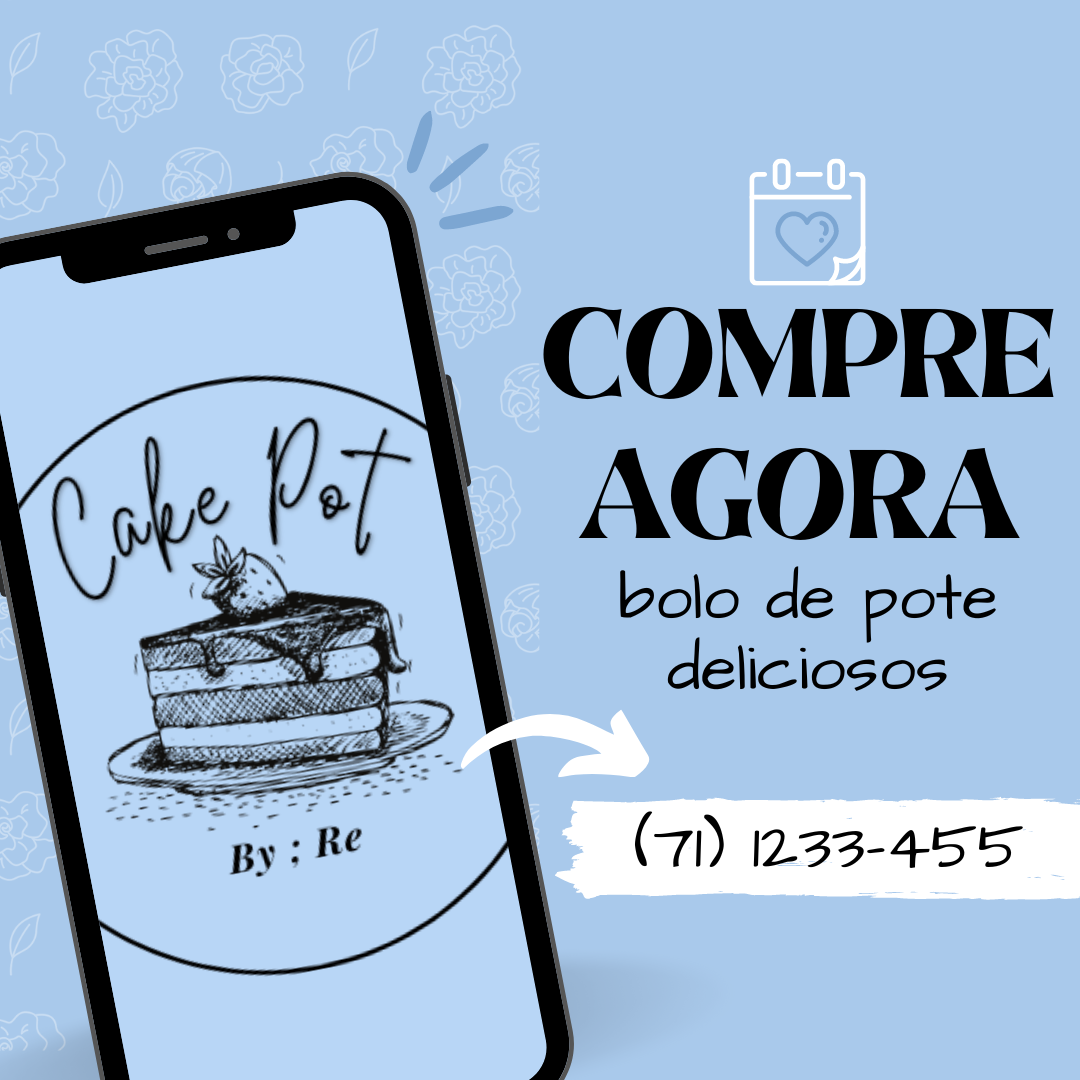 Cake Pot
By ; Re
COMPRE
AGORA
bolo de pote
deliciosos
(71) 1233-455